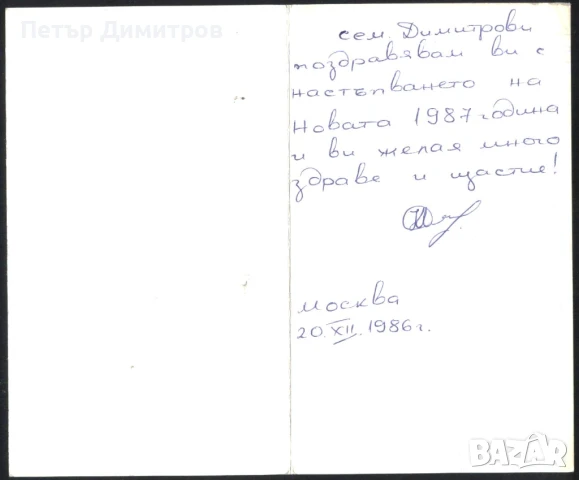 Петър Димитров
сем. Димитрови
поздравявам ви с
настъпването на
Новата 1987 година
и ви желая много
здраве и щастие!
Москва
20.XII.1986г.
BAZAR